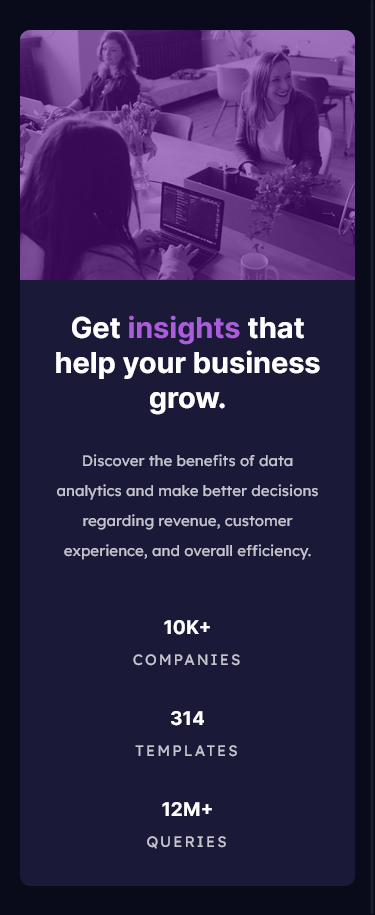 Get insights that
help your business
grow.
Discover the benefits of data
analytics and make better decisions
regarding revenue, customer
experience, and overall efficiency.
10K+
COMPANIES
314
TEMPLATES
12M+
QUERIES